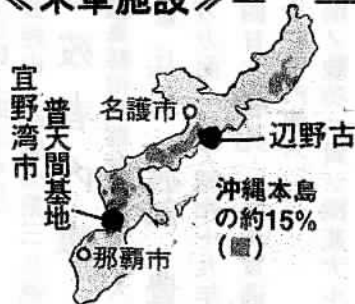 ≪米軍施設≫
名護市
辺野古
宜野湾市
普天間基地
沖縄本島
の約15%
(▦)
那覇市